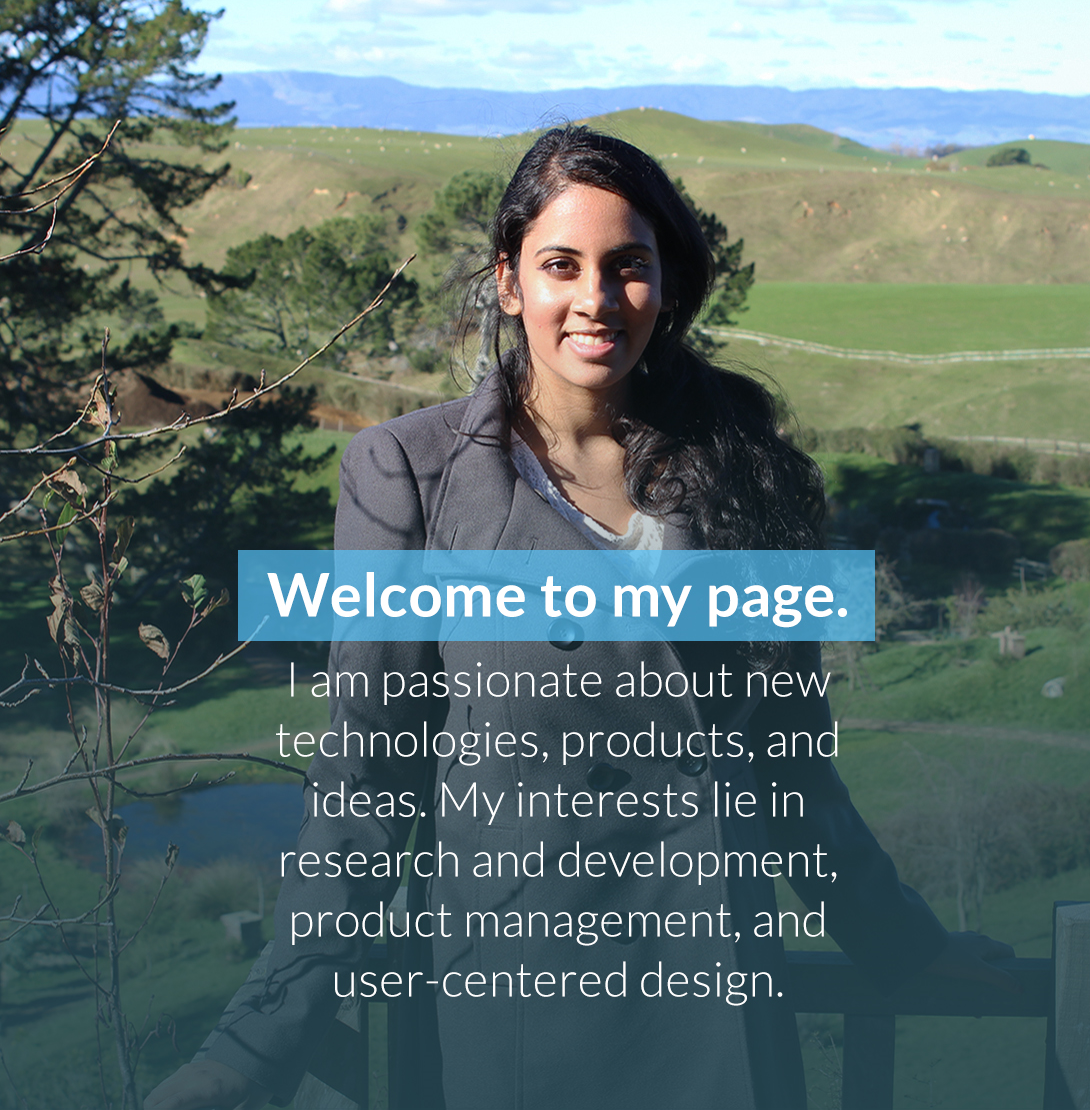 Welcome to my page.
I am passionate about new
technologies, products, and
ideas. My interests lie in
research and development,
product management, and
user-centered design.